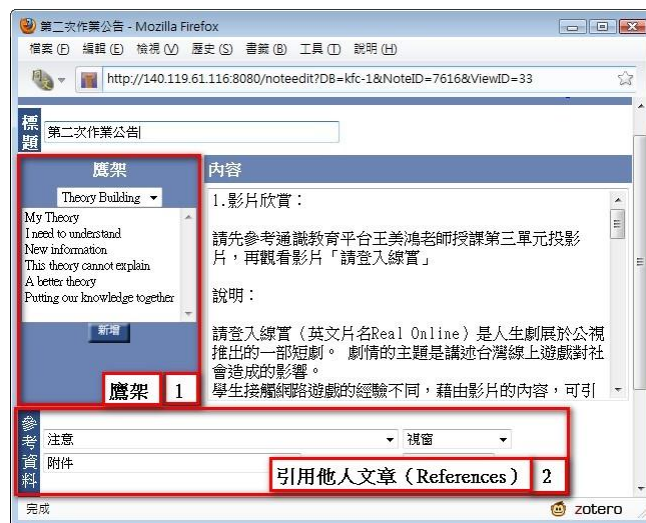 第二次作業公告 - Mozilla Firefox
檔案(F) 編輯(E) 檢視(V) 歷史(S) 書籤(B) 工具(T) 說明(H)
http://140.119.61.116:8080/noteedit?DB=kfc-1&NoteID=7616&ViewID=33
標題
第二次作業公告
鷹架
Theory Building
My Theory
I need to understand
New information
This theory cannot explain
A better theory
Putting our knowledge together
新增
鷹架 1
內容
1.影片欣賞：
請先參考通識教育平台王美鴻老師授課第三單元投影
片，再觀看影片「請登入線實」
說明：
請登入線實（英文片名Real Online）是人生劇展於公視
推出的一部短劇。 劇情的主題是講述台灣線上遊戲對社
會造成的影響。
學生接觸網路遊戲的經驗不同，藉由影片的內容，可引
參考資料
注意 視窗
附件
引用他人文章（References） 2
完成
zotero